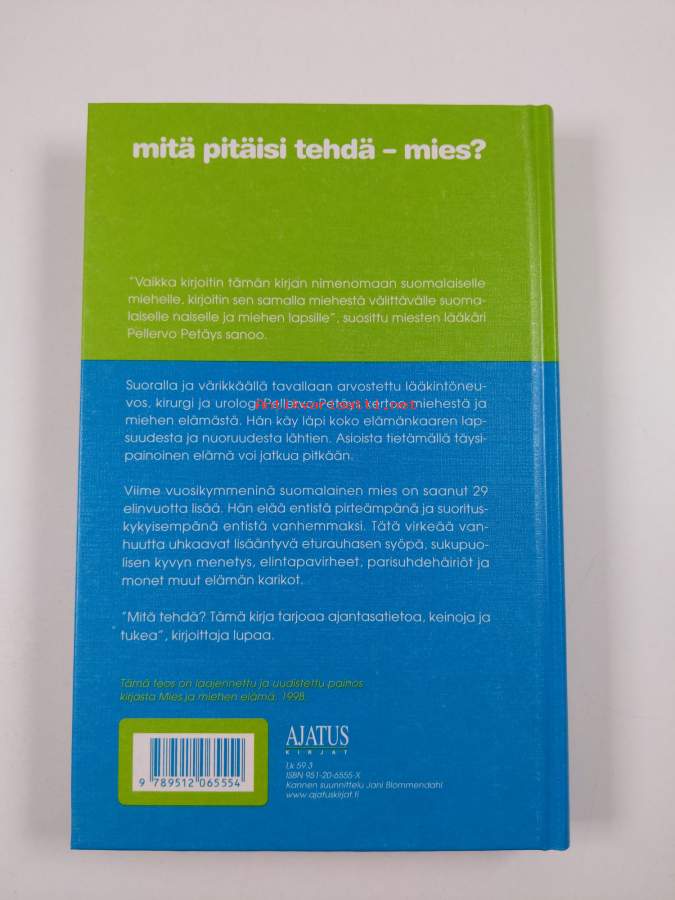 mitä pitäisi tehdä – mies?
"Vaikka kirjoitin tämän kirjan nimenomaan suomalaiselle
miehelle, kirjoitin sen samalla miehestä välittävälle suoma-
laiselle naiselle ja miehen lapsille", suosittu miesten lääkäri
Pellervo Petäys sanoo.
Suoralla ja värikkäällä tavallaan arvostettu lääkintöneu-
vos, kirurgi ja urologi Pellervo Petäys kertoo miehestä ja
miehen elämästä. Hän käy läpi koko elämänkaaren lap-
suudesta ja nuoruudesta lähtien. Asioista tietämällä täysi-
painoinen elämä voi jatkua pitkään.
Viime vuosikymmeninä suomalainen mies on saanut 29
elinvuotta lisää. Hän elää entistä pirteämpänä ja suoritus-
kykyisempänä entistä vanhemmaksi. Tätä virkeää van-
huutta uhkaavat lisääntyvä eturauhasen syöpä, sukupuo-
lisen kyvyn menetys, elintapavirheet, parisuhdehäiriöt ja
monet muut elämän karikot.
"Mitä tehdä? Tämä kirja tarjoaa ajantasatietoa, keinoja ja
tukea", kirjoittaja lupaa.
Tämä teos on laajennettu ja uudistettu painos
kirjasta Mies ja miehen elämä, 1998.
AJATUS
KIRJAT
Lk 59.3
ISBN 951-20-6555-X
Kannen suunnittelu Jani Blommendahl
www.ajatuskirjat.fi
9 789512 065554